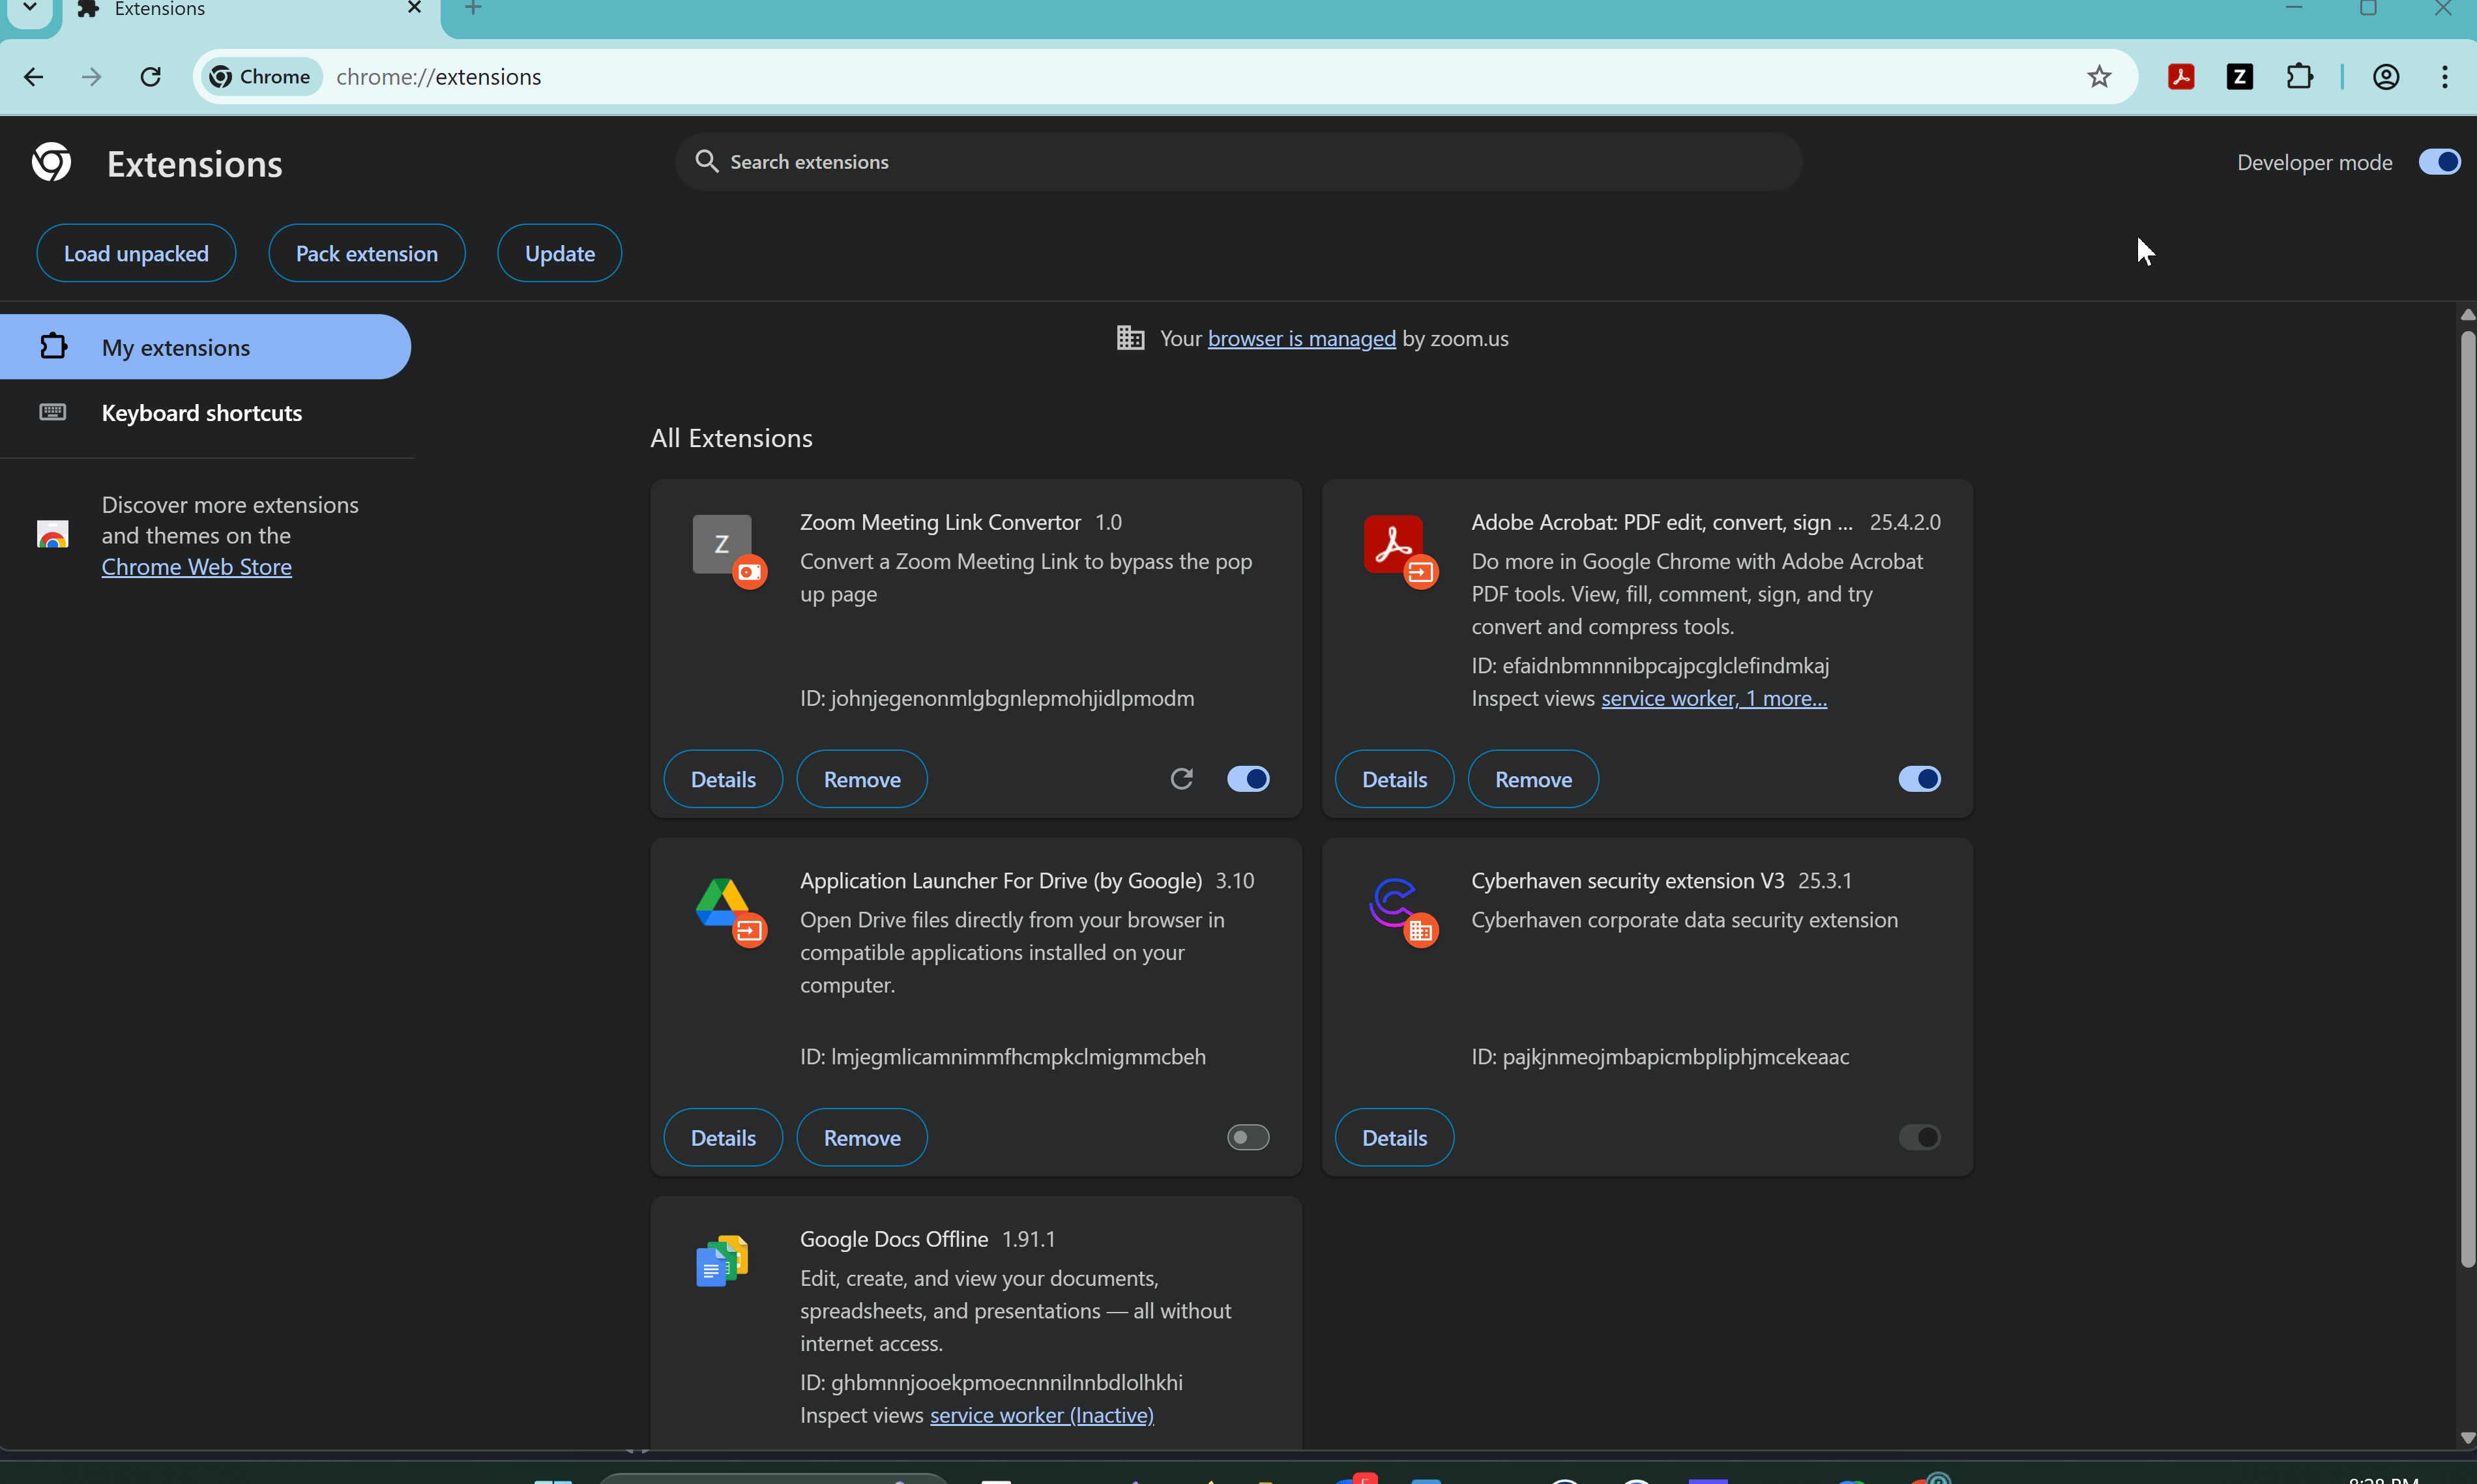 Extensions
Chrome
chrome://extensions
Z
Extensions
Search extensions
Developer mode
Load unpacked
Pack extension
Update
My extensions
Keyboard shortcuts
Discover more extensions
and themes on the
Chrome Web Store
Your browser is managed by zoom.us
All Extensions
Z
Zoom Meeting Link Convertor 1.0
Convert a Zoom Meeting Link to bypass the pop
up page
ID: johnjegenonmlgbgnlepmohjidlpmodm
Details
Remove
Adobe Acrobat: PDF edit, convert, sign ... 25.4.2.0
Do more in Google Chrome with Adobe Acrobat
PDF tools. View, fill, comment, sign, and try
convert and compress tools.
ID: efaidnbmnnnibpcajpcglclefindmkaj
Inspect views service worker, 1 more...
Details
Remove
Application Launcher For Drive (by Google) 3.10
Open Drive files directly from your browser in
compatible applications installed on your
computer.
ID: lmjegmlicamnimmfhcmpkclmigmmcbeh
Details
Remove
Cyberhaven security extension V3 25.3.1
Cyberhaven corporate data security extension
ID: pajkjnmeojmbapicmbpliphjmcekeaac
Details
Google Docs Offline 1.91.1
Edit, create, and view your documents,
spreadsheets, and presentations — all without
internet access.
ID: ghbmnnjooekpmoecnnnilnnbdlolhkhi
Inspect views service worker (Inactive)
8:28 PM